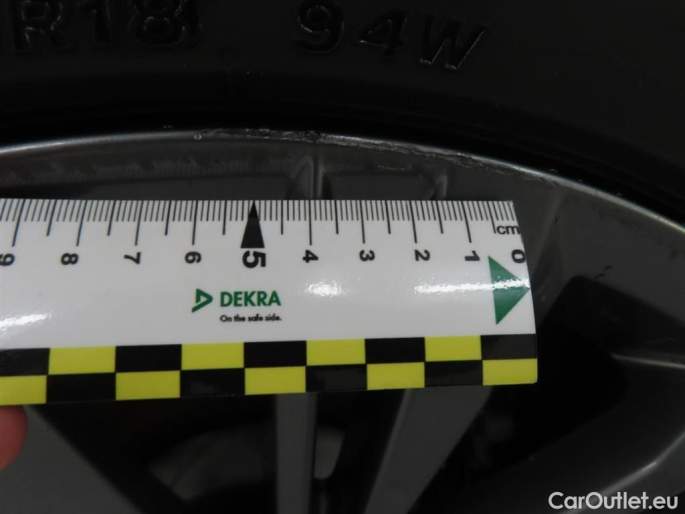 R18 94W
9 8 7 6 5 4 3 2 1 0
cm
DEKRA
On the safe side.
CarOutlet.eu